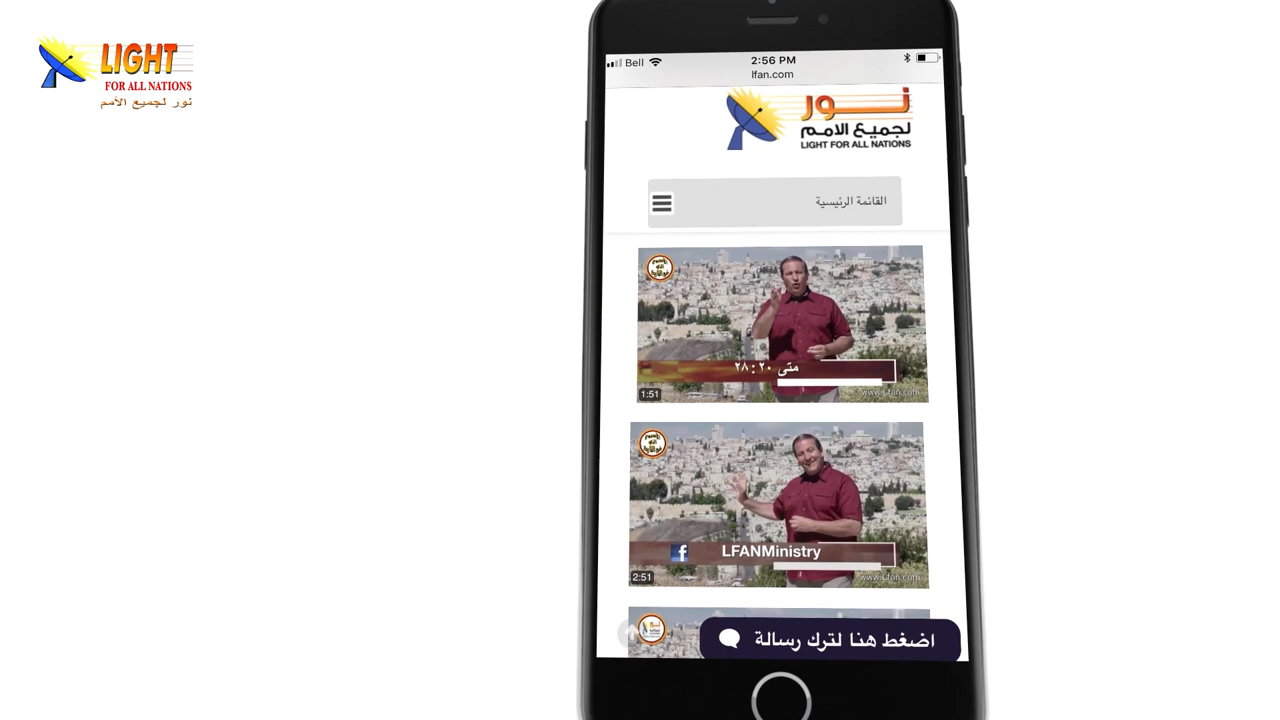 LIGHT
FOR ALL NATIONS
نور لجميع الأمم
Bell
2:56 PM
lfan.com
نور
لجميع الامم
LIGHT FOR ALL NATIONS
القائمة الرئيسية
متى ٢٠ : ٢٨
1:51
www.Lfan.com
LFANMinistry
2:51
www.Lfan.com
اضغط هنا لترك رسالة